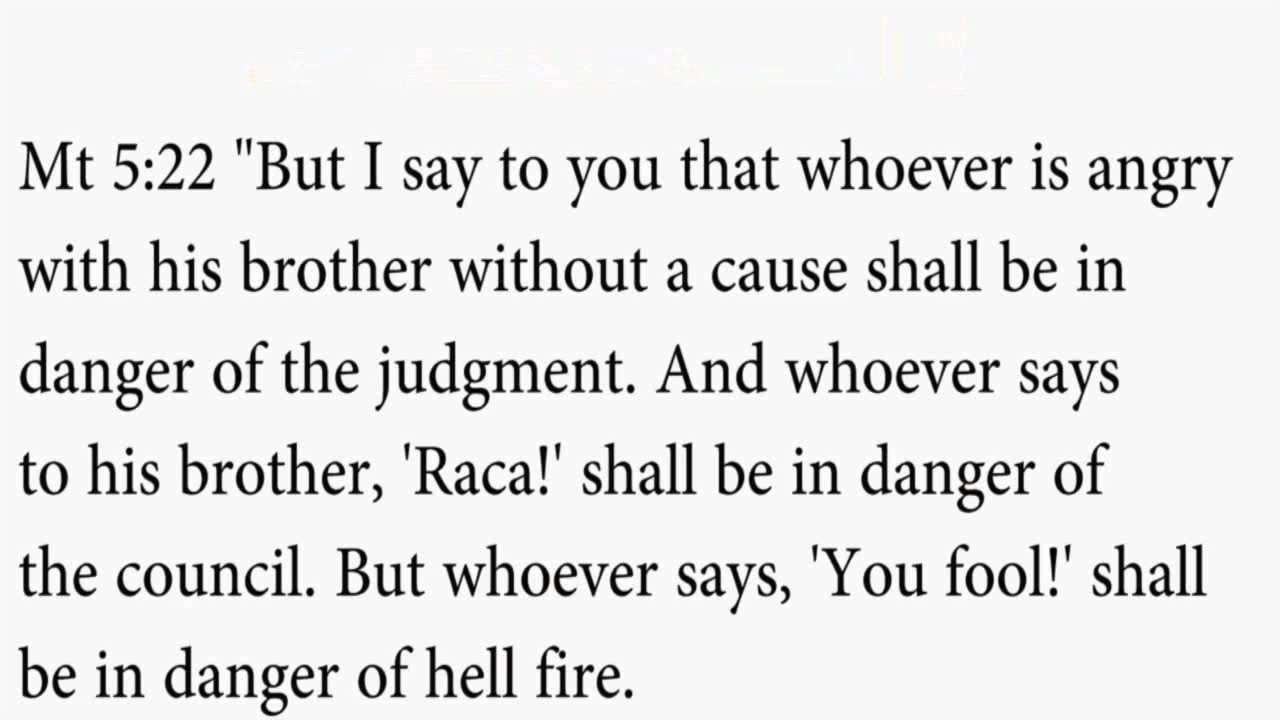 Mt 5:22 "But I say to you that whoever is angry
with his brother without a cause shall be in
danger of the judgment. And whoever says
to his brother, 'Raca!' shall be in danger of
the council. But whoever says, 'You fool!' shall
be in danger of hell fire.